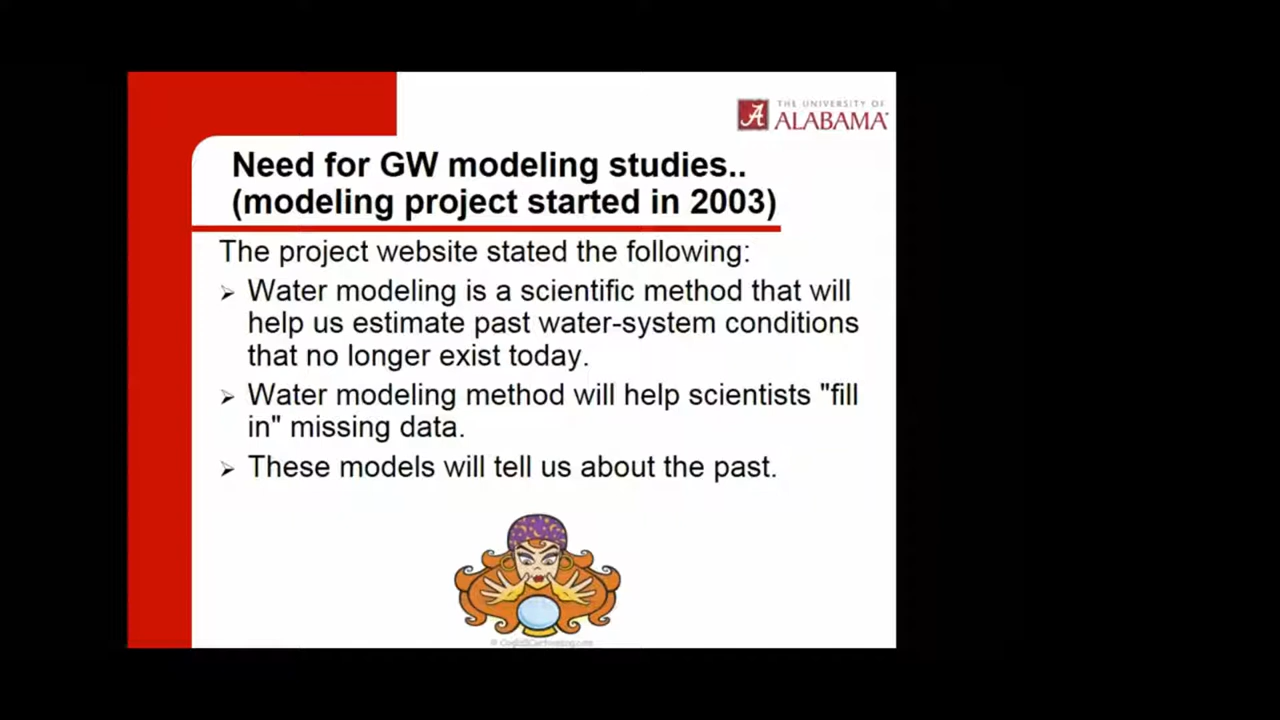 THE UNIVERSITY OF
ALABAMA
Need for GW modeling studies..
(modeling project started in 2003)
The project website stated the following:
➢ Water modeling is a scientific method that will
help us estimate past water-system conditions
that no longer exist today.
➢ Water modeling method will help scientists "fill
in" missing data.
➢ These models will tell us about the past.